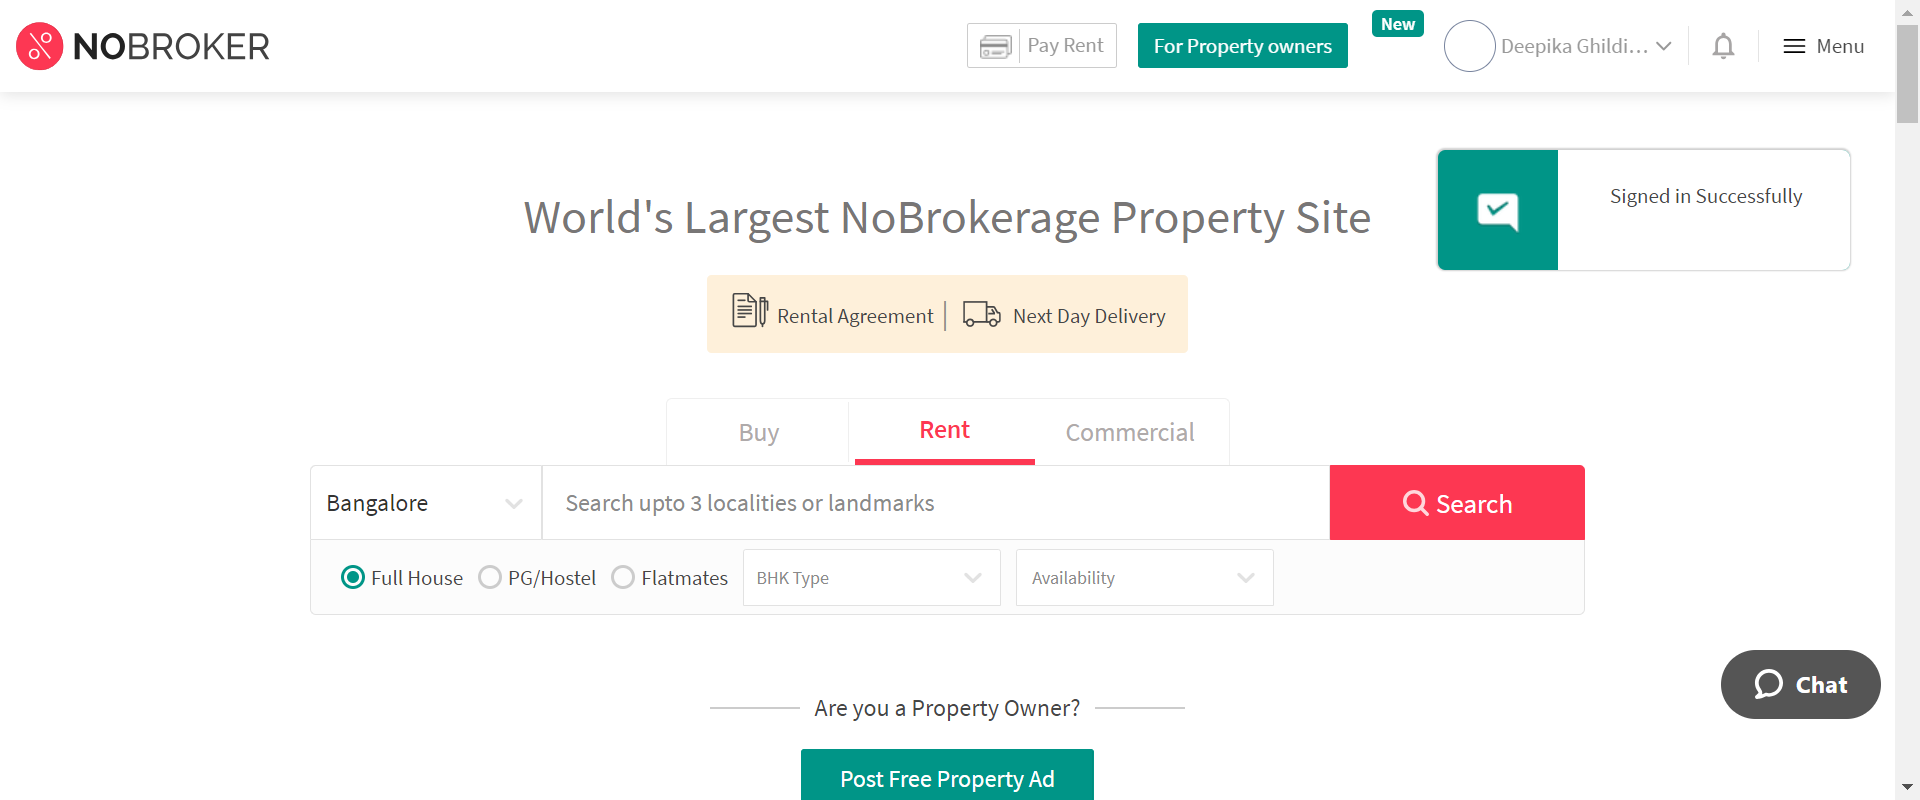 NOBROKER
Pay Rent
For Property owners
New
Deepika Ghildi...
Menu
Signed in Successfully
World's Largest NoBrokerage Property Site
Rental Agreement
Next Day Delivery
Buy
Rent
Commercial
Bangalore
Search upto 3 localities or landmarks
Search
Full House
PG/Hostel
Flatmates
BHK Type
Availability
Are you a Property Owner?
Chat
Post Free Property Ad